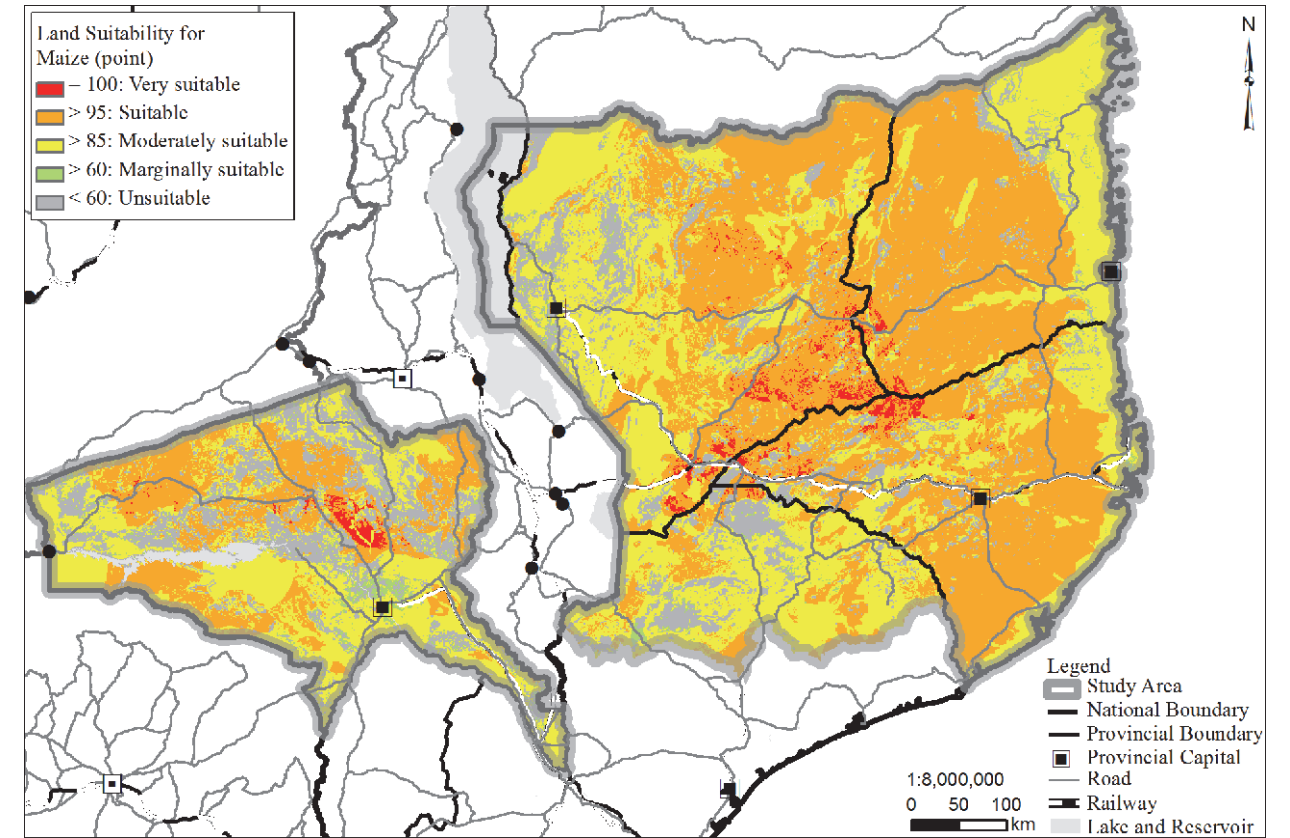 Land Suitability for
Maize (point)
– 100: Very suitable
> 95: Suitable
> 85: Moderately suitable
> 60: Marginally suitable
< 60: Unsuitable
N
Legend
Study Area
National Boundary
Provincial Boundary
Provincial Capital
Road
Railway
Lake and Reservoir
1:8,000,000
0 50 100
km